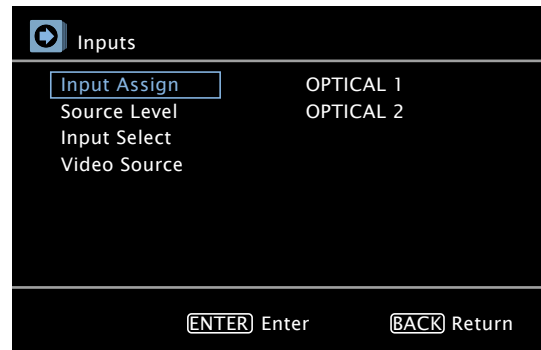 Inputs
Input Assign OPTICAL 1
Source Level OPTICAL 2
Input Select
Video Source
ENTER Enter BACK Return